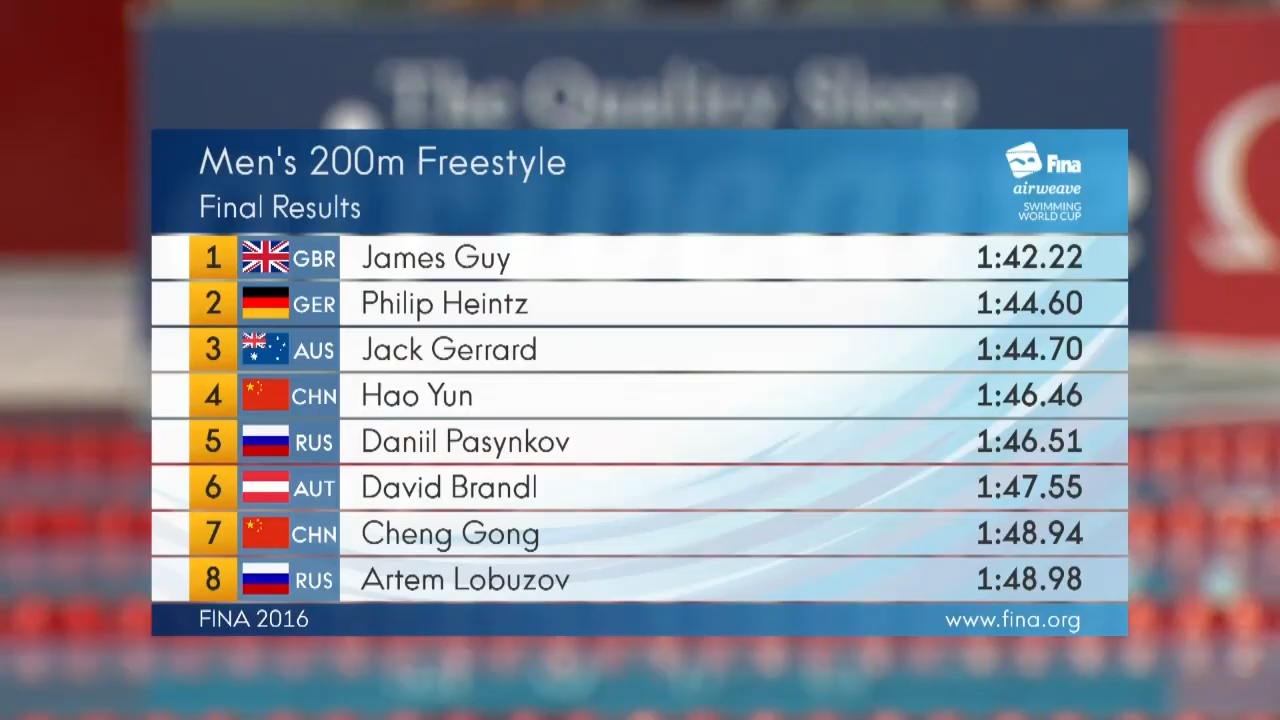 The Quality Sleep
Men's 200m Freestyle
Final Results
Fina
airweave
SWIMMING
WORLD CUP
1 GBR James Guy 1:42.22
2 GER Philip Heintz 1:44.60
3 AUS Jack Gerrard 1:44.70
4 CHN Hao Yun 1:46.46
5 RUS Daniil Pasynkov 1:46.51
6 AUT David Brandl 1:47.55
7 CHN Cheng Gong 1:48.94
8 RUS Artem Lobuzov 1:48.98
FINA 2016 www.fina.org